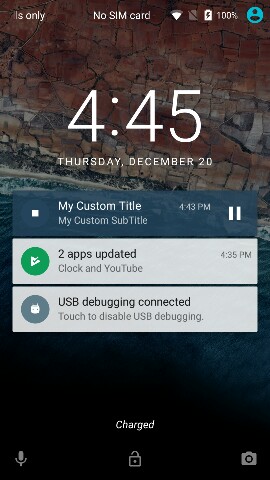 ls only
No SIM card
100%
4:45
THURSDAY, DECEMBER 20
My Custom Title
4:43 PM
My Custom SubTitle
2 apps updated
4:35 PM
Clock and YouTube
USB debugging connected
Touch to disable USB debugging.
Charged